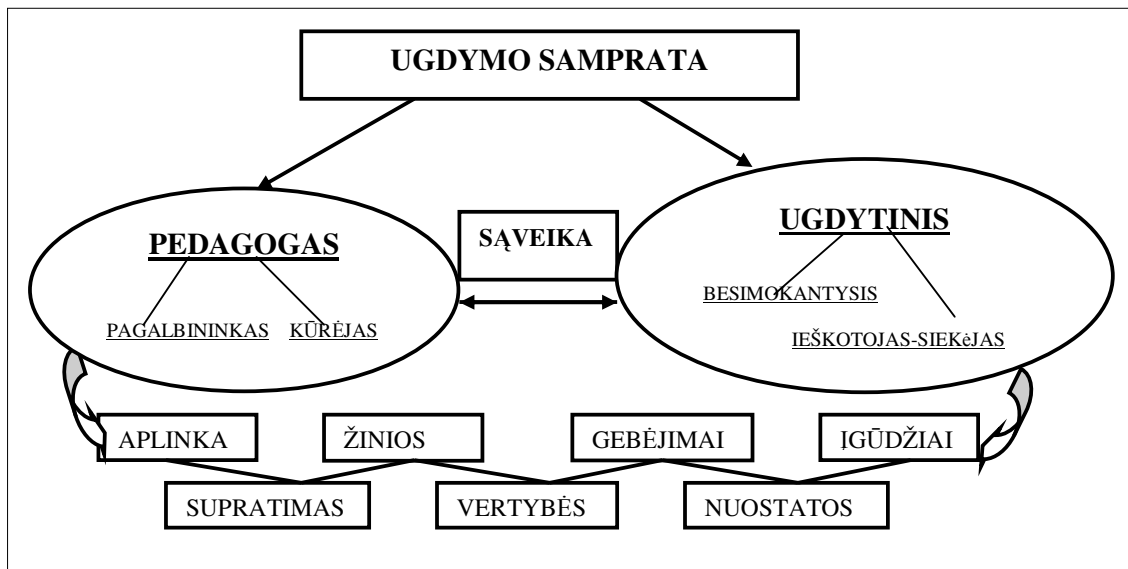 UGDYMO SAMPRATA
PEDAGOGAS
SĄVEIKA
UGDYTINIS
PAGALBININKAS
KŪRĖJAS
BESIMOKANTYSIS
IEŠKOTOJAS-SIEKėJAS
APLINKA
ŽINIOS
GEBĖJIMAI
ĮGŪDŽIAI
SUPRATIMAS
VERTYBĖS
NUOSTATOS